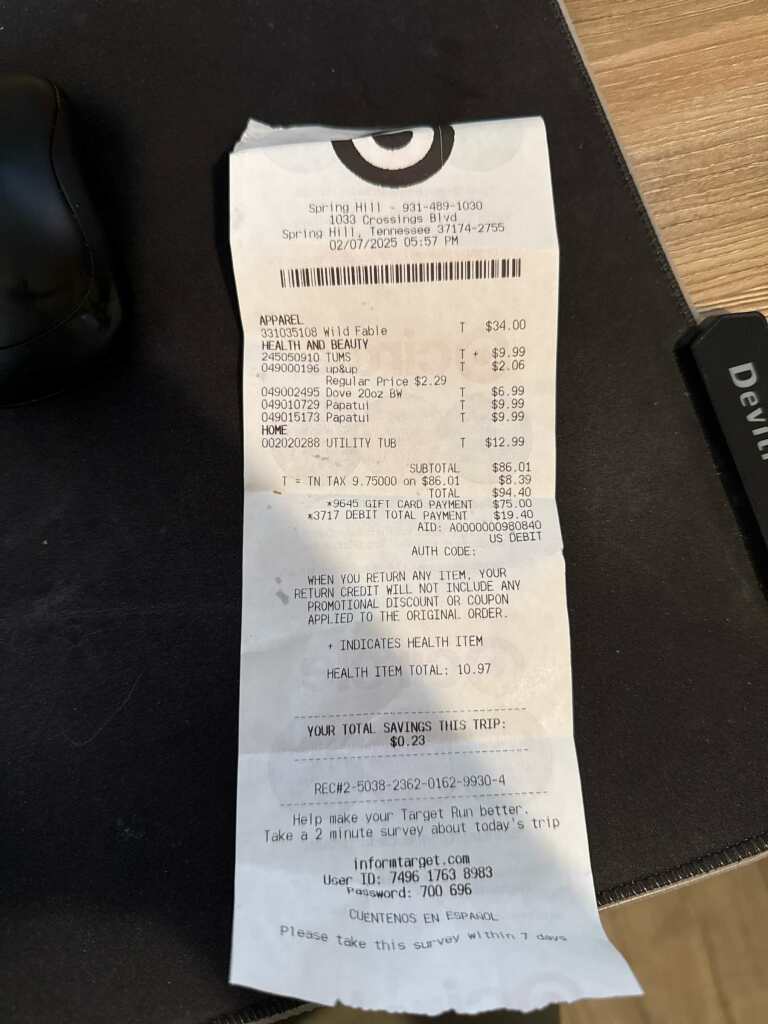 Spring Hill - 931-489-1030
1033 Crossings Blvd
Spring Hill, Tennessee 37174-2755
02/07/2025 05:57 PM
APPAREL
331035108 Wild Fable T $34.00
HEALTH AND BEAUTY
245050910 TUMS T + $9.99
049000196 up&up T $2.06
Regular Price $2.29
049002495 Dove 20oz BW T $6.99
049010729 Papatui T $9.99
049015173 Papatui T $9.99
HOME
002020288 UTILITY TUB T $12.99
SUBTOTAL $86.01
T = TN TAX 9.75000 on $86.01 $8.39
TOTAL $94.40
*9645 GIFT CARD PAYMENT $75.00
*3717 DEBIT TOTAL PAYMENT $19.40
AID: A0000000980840
US DEBIT
AUTH CODE:
WHEN YOU RETURN ANY ITEM, YOUR
RETURN CREDIT WILL NOT INCLUDE ANY
PROMOTIONAL DISCOUNT OR COUPON
APPLIED TO THE ORIGINAL ORDER.
+ INDICATES HEALTH ITEM
HEALTH ITEM TOTAL: 10.97
YOUR TOTAL SAVINGS THIS TRIP:
$0.23
REC#2-5038-2362-0162-9930-4
Help make your Target Run better.
Take a 2 minute survey about today's trip
informtarget.com
User ID: 7496 1763 8983
Password: 700 696
CUENTENOS EN ESPAÑOL
Please take this survey within 7 days